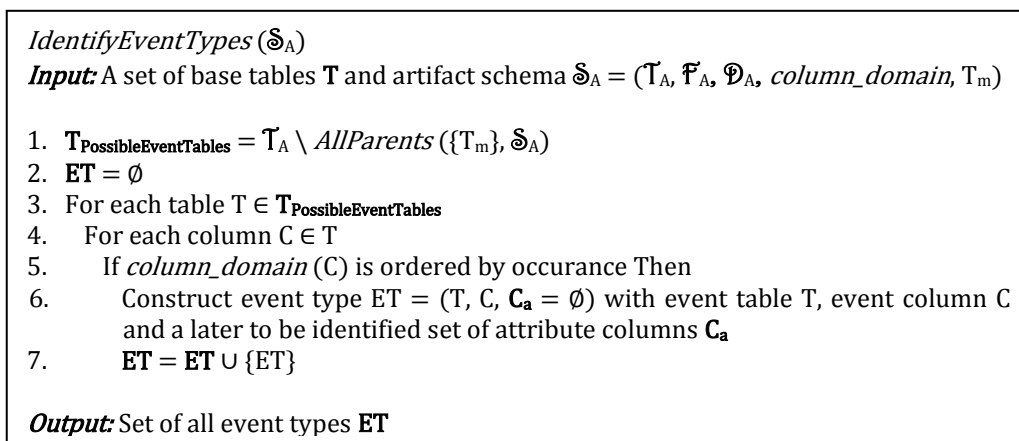 IdentifyEventTypes (𝕊A)
Input: A set of base tables T and artifact schema 𝕊A = (𝒯A, ℱA, 𝒟A, column_domain, Tm)
1. TPossibleEventTables = 𝒯A \ AllParents ({Tm}, 𝕊A)
2. ET = ∅
3. For each table T ∈ TPossibleEventTables
4. For each column C ∈ T
5. If column_domain (C) is ordered by occurance Then
6. Construct event type ET = (T, C, Ca = ∅) with event table T, event column C
and a later to be identified set of attribute columns Ca
7. ET = ET ∪ {ET}
Output: Set of all event types ET